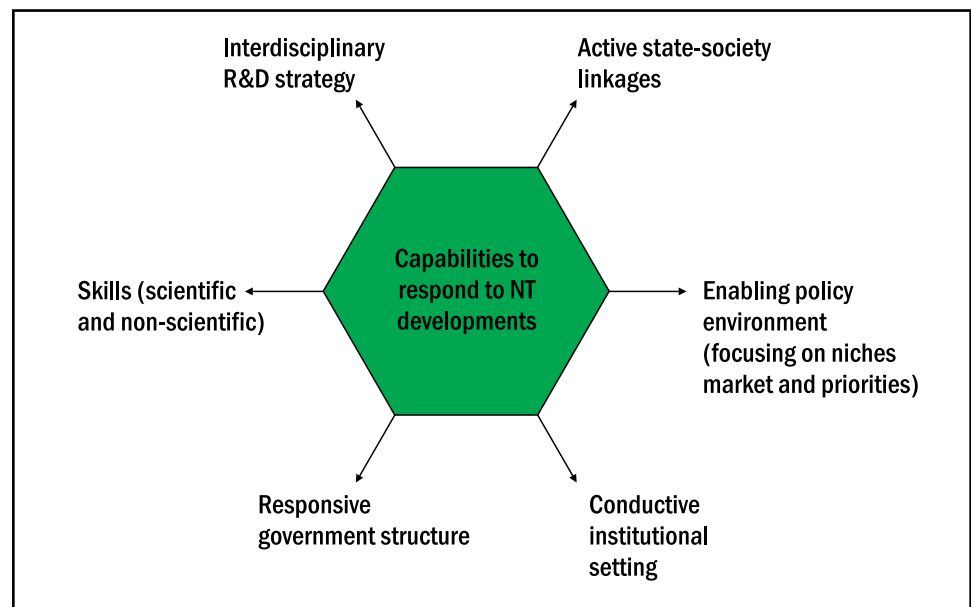 Interdisciplinary
R&D strategy
Active state-society
linkages
Capabilities to
respond to NT
developments
Skills (scientific
and non-scientific)
Enabling policy
environment
(focusing on niches
market and priorities)
Responsive
government structure
Conductive
institutional
setting